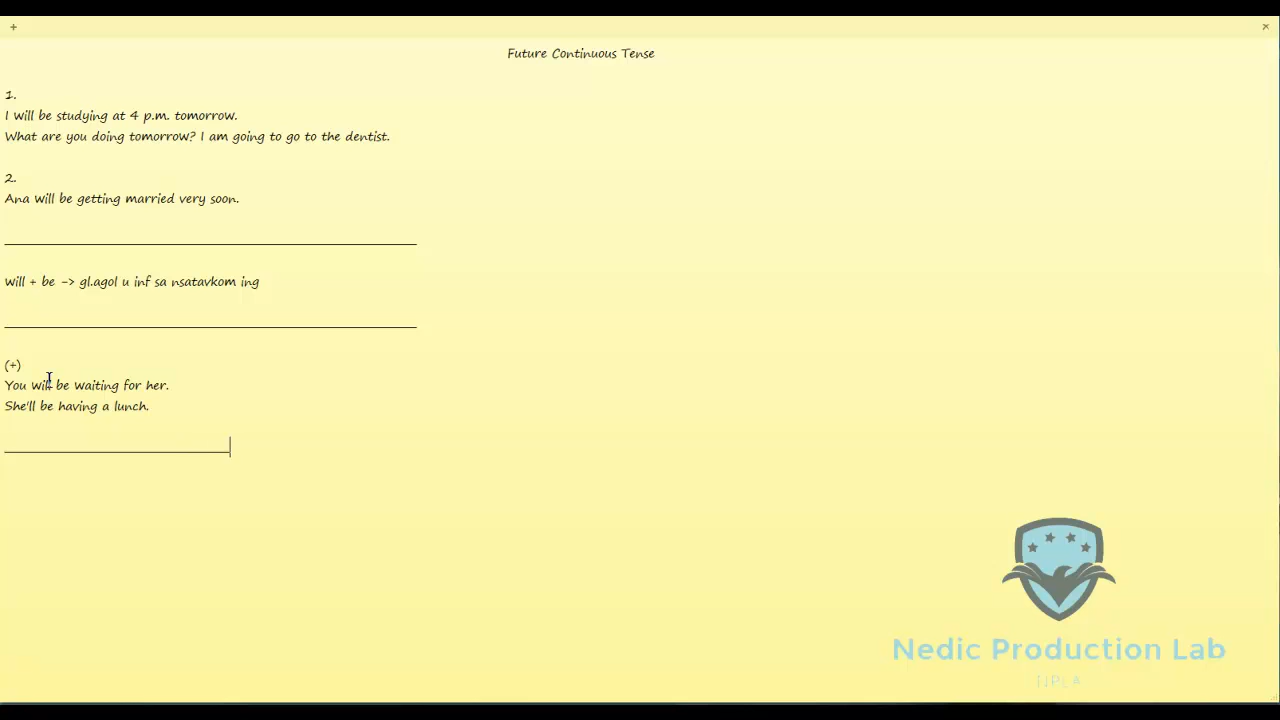 Future Continuous Tense
1.
I will be studying at 4 p.m. tomorrow.
What are you doing tomorrow? I am going to go to the dentist.
2.
Ana will be getting married very soon.
will + be -> gl.agol u inf sa nsatavkom ing
(+)
You will be waiting for her.
She'll be having a lunch.
Nedic Production Lab